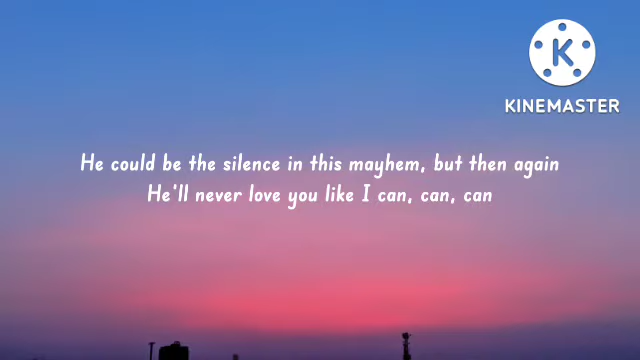 K
KINEMASTER
He could be the silence in this mayhem, but then again
He'll never love you like I can, can, can